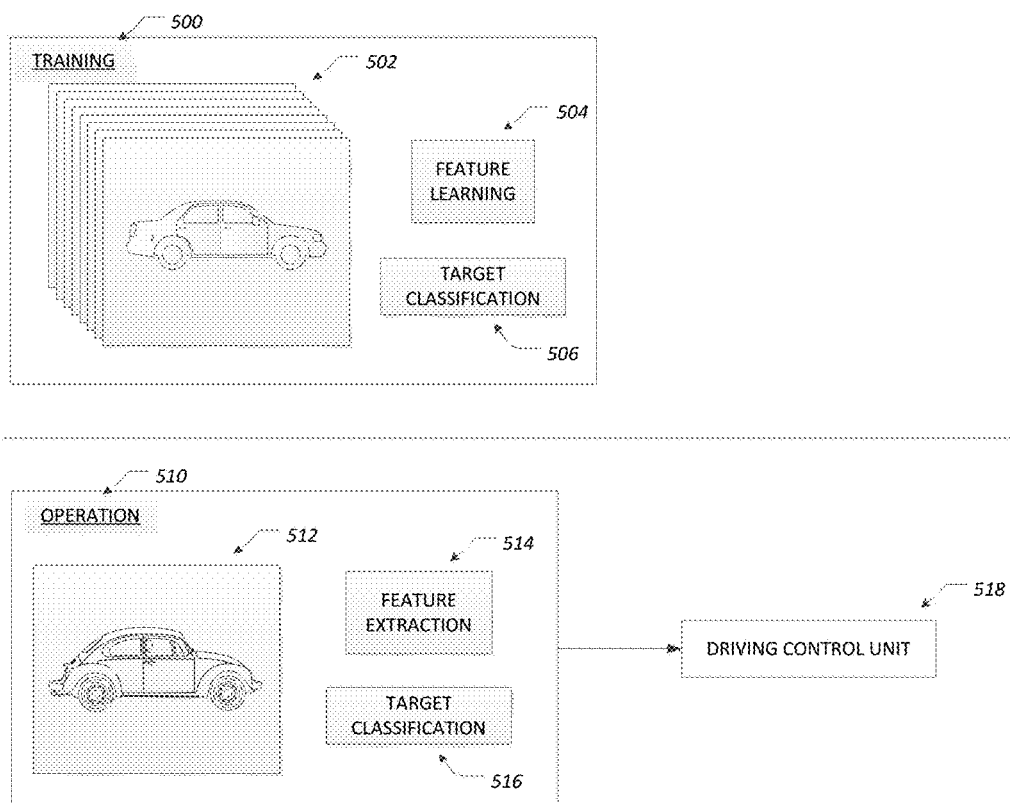 500
TRAINING
502
504
FEATURE
LEARNING
TARGET
CLASSIFICATION
506
510
OPERATION
512
514
FEATURE
EXTRACTION
518
DRIVING CONTROL UNIT
TARGET
CLASSIFICATION
516